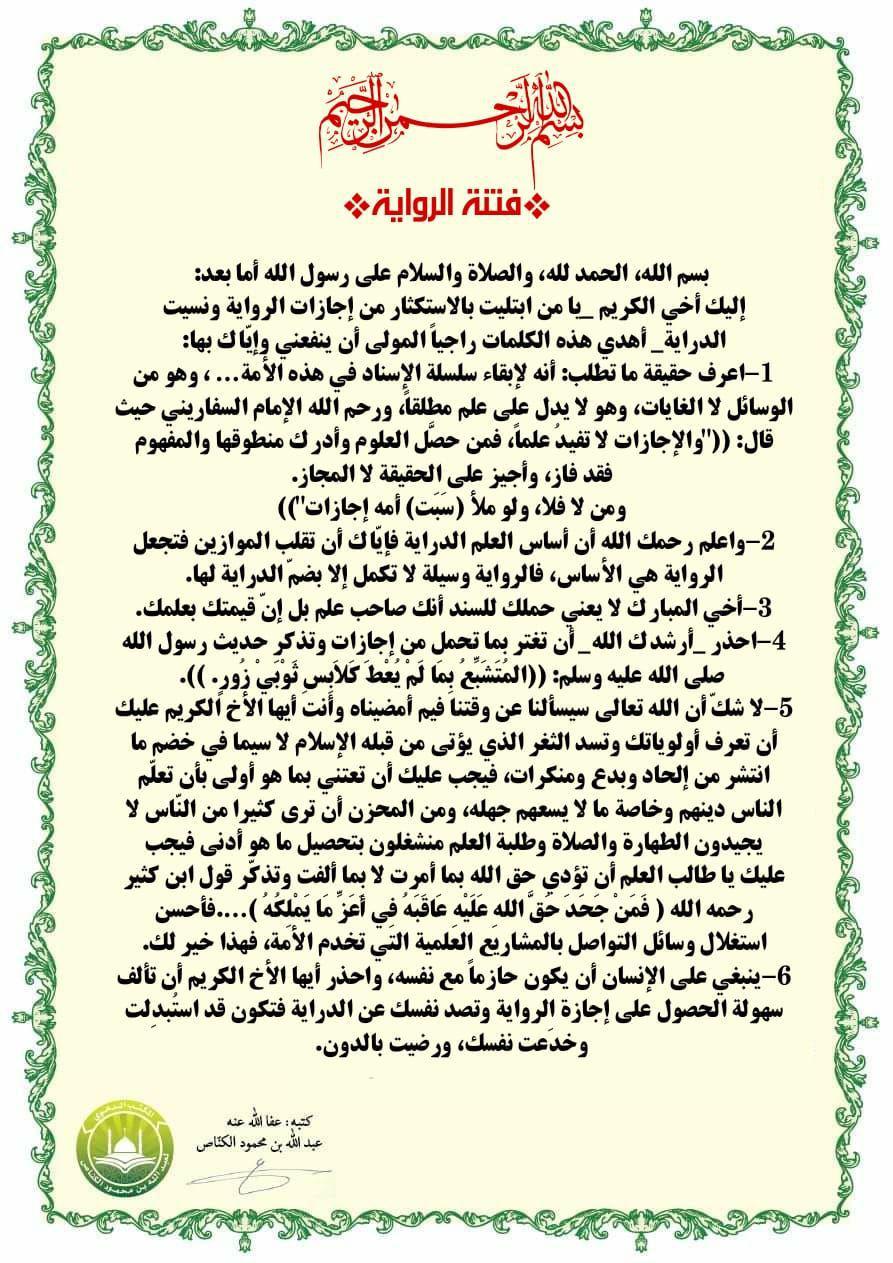 بسم الله الرحمن الرحيم
❖فتنة الرواية❖
بسم الله، الحمد لله، والصلاة والسلام على رسول الله أما بعد:
إليك أخي الكريم _يا من ابتليت بالاستكثار من إجازات الرواية ونسيت
الدراية_ أهدي هذه الكلمات راجياً المولى أن ينفعني وإيّاك بها:
1-اعرف حقيقة ما تطلب: أنه لإبقاء سلسلة الإسناد في هذه الأمة... ، وهو من
الوسائل لا الغايات، وهو لا يدل على علم مطلقاً، ورحم الله الإمام السفاريني حيث
قال: (("والإجازات لا تفيدُ علماً، فمن حصَّل العلوم وأدرك منطوقها والمفهوم
فقد فاز، وأجيز على الحقيقة لا المجاز.
ومن لا فلا، ولو ملأ (سَبَت) أمه إجازات"))
2-واعلم رحمك الله أن أساس العلم الدراية فإيّاك أن تقلب الموازين فتجعل
الرواية هي الأساس، فالرواية وسيلة لا تكمل إلا بضمّ الدراية لها.
3-أخي المبارك لا يعني حملك للسند أنك صاحب علم بل إنّ قيمتك بعلمك.
4-احذر _أرشدك الله_ أن تغتر بما تحمل من إجازات وتذكر حديث رسول الله
صلى الله عليه وسلم: ((المُتَشَبِّعُ بِمَا لَمْ يُعْطَ كَلَابِسِ ثَوْبَيْ زُورٍ. )).
5-لا شكّ أن الله تعالى سيسألنا عن وقتنا فيم أمضيناه وأنت أيها الأخ الكريم عليك
أن تعرف أولوياتك وتسد الثغر الذي يؤتى من قبله الإسلام لا سيما في خضم ما
انتشر من إلحاد وبدع ومنكرات، فيجب عليك أن تعتني بما هو أولى بأن تعلّم
الناس دينهم وخاصة ما لا يسعهم جهله، ومن المحزن أن ترى كثيرا من النّاس لا
يجيدون الطهارة والصلاة وطلبة العلم منشغلون بتحصيل ما هو أدنى فيجب
عليك يا طالب العلم أن تؤدي حق الله بما أمرت لا بما ألفت وتذكّر قول ابن كثير
رحمه الله ( فَمَنْ جَحَدَ حَقَّ اللهِ عَلَيْهِ عَاقَبَهُ فِي أَعَزِّ مَا يَمْلِكُهُ )....فأحسن
استغلال وسائل التواصل بالمشاريع العلمية التي تخدم الأمة، فهذا خير لك.
6-ينبغي على الإنسان أن يكون حازماً مع نفسه، واحذر أيها الأخ الكريم أن تألف
سهولة الحصول على إجازة الرواية وتصد نفسك عن الدراية فتكون قد استُبدِلت
وخدَعت نفسك، ورضيت بالدون.
كتبه: عفا الله عنه
عبد الله بن محمود الكنّاص
المكتب الدعوي
لعبد الله بن محمود الكناص